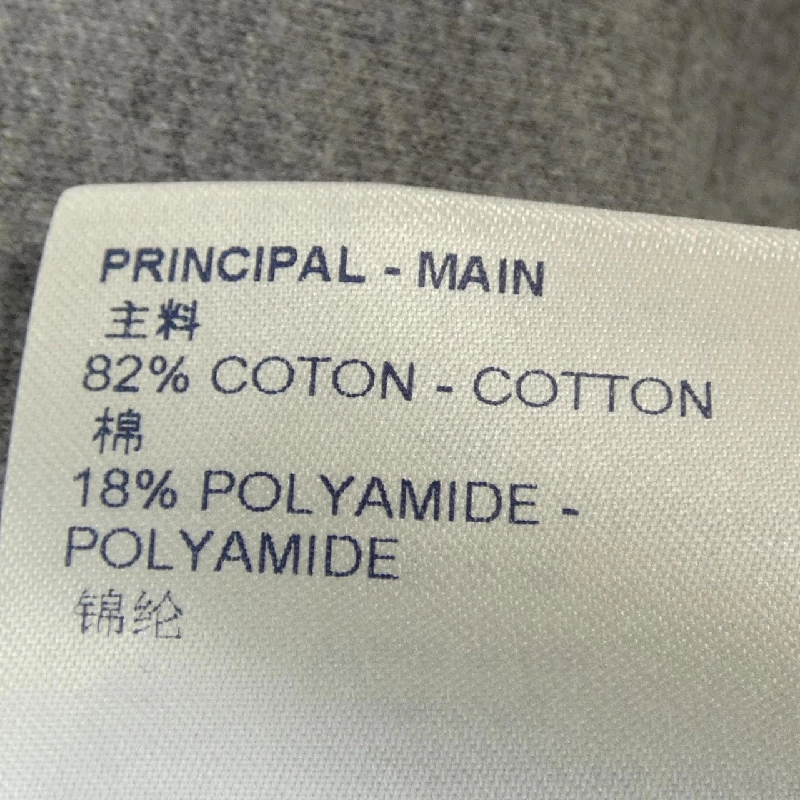 PRINCIPAL - MAIN
主料
82% COTON - COTTON
棉
18% POLYAMIDE -
POLYAMIDE
锦纶